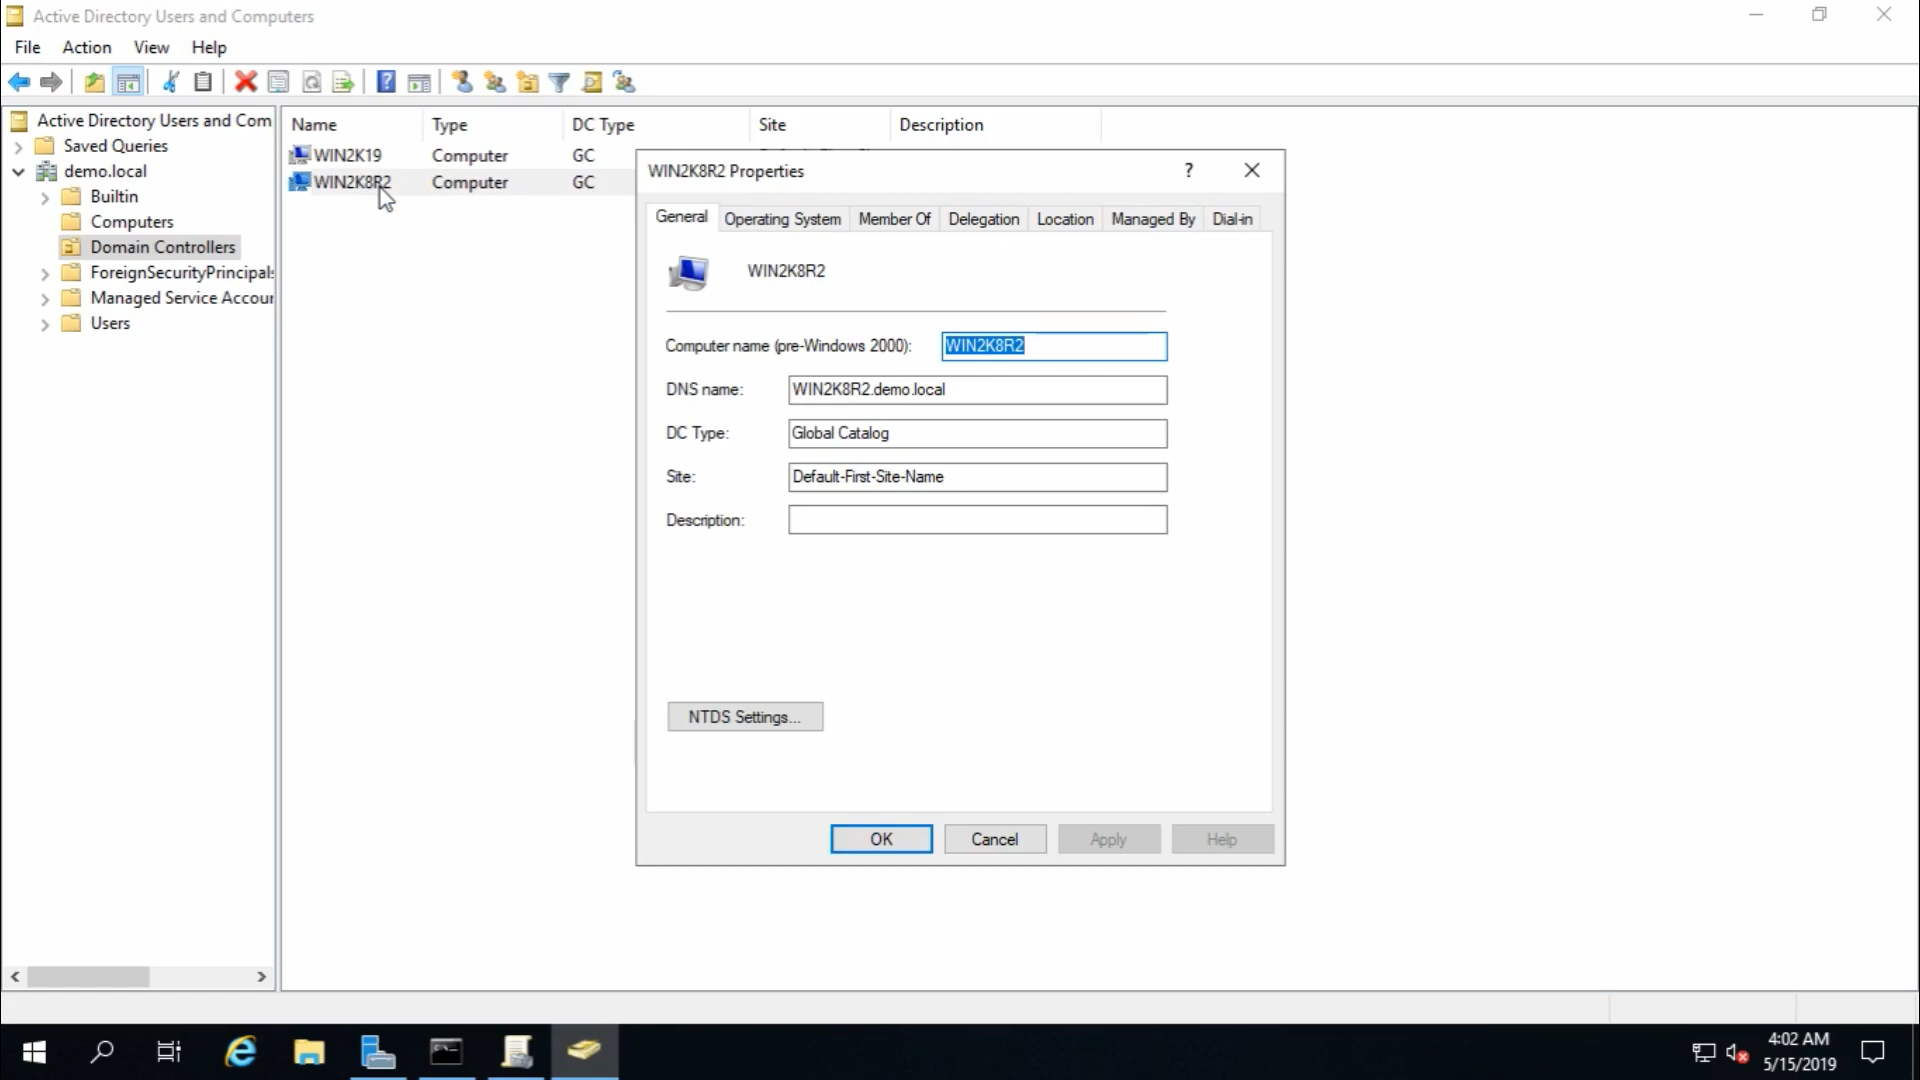 Active Directory Users and Computers
File Action View Help
Active Directory Users and Com
Saved Queries
demo.local
Builtin
Computers
Domain Controllers
ForeignSecurityPrincipals
Managed Service Accour
Users
Name Type DC Type Site Description
WIN2K19 Computer GC
WIN2K8R2 Computer GC
WIN2K8R2 Properties ? 
General Operating System Member Of Delegation Location Managed By Dial-in
WIN2K8R2
Computer name (pre-Windows 2000): WIN2K8R2
DNS name: WIN2K8R2.demo.local
DC Type: Global Catalog
Site: Default-First-Site-Name
Description:
NTDS Settings...
OK Cancel Apply Help
4:02 AM
5/15/2019